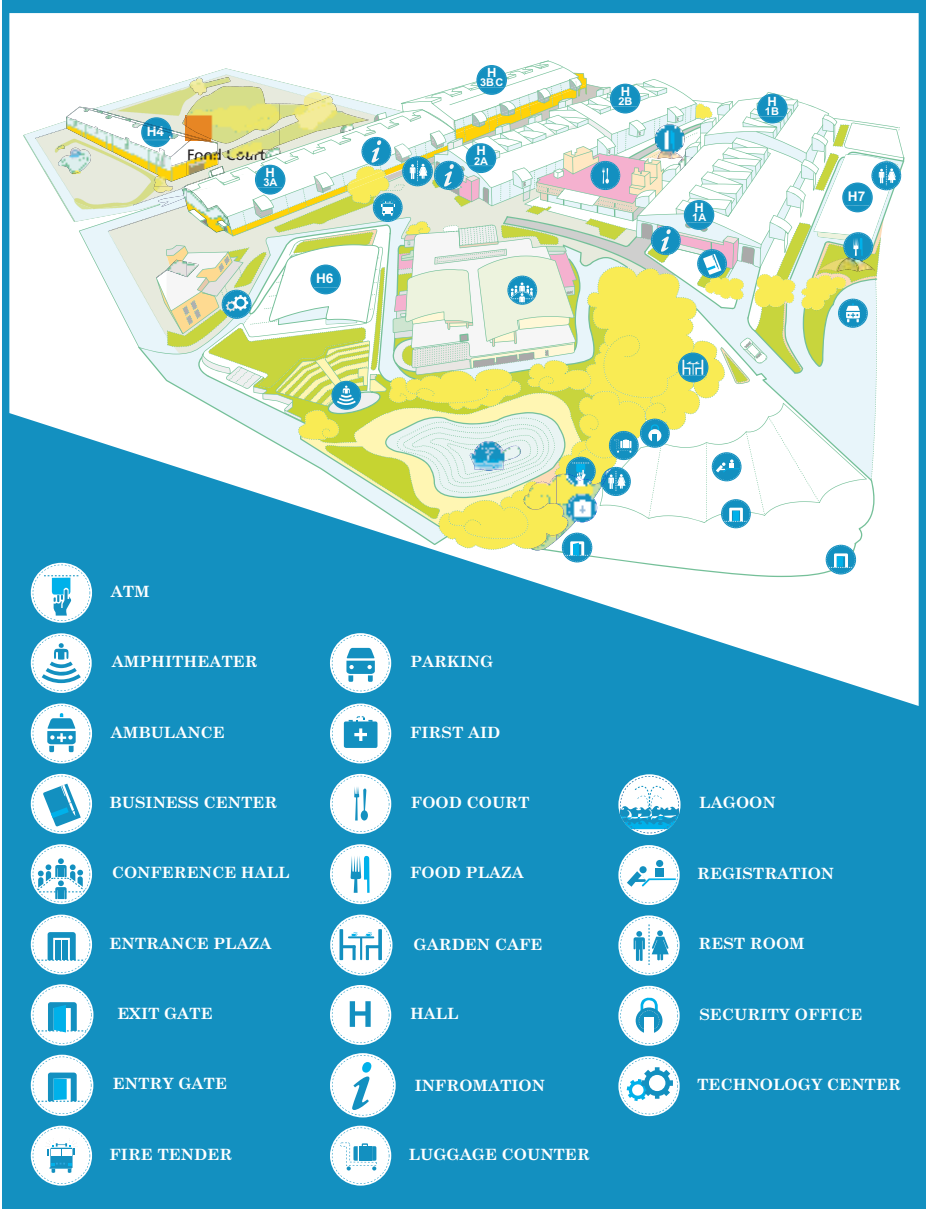 H
3BC
H
2B
H
1B
H4
Food Court
H
2A
H
3A
H7
H
1A
H6
ATM
AMPHITHEATER
PARKING
AMBULANCE
FIRST AID
BUSINESS CENTER
FOOD COURT
LAGOON
CONFERENCE HALL
FOOD PLAZA
REGISTRATION
ENTRANCE PLAZA
GARDEN CAFE
REST ROOM
EXIT GATE
H
HALL
SECURITY OFFICE
ENTRY GATE
INFROMATION
TECHNOLOGY CENTER
FIRE TENDER
LUGGAGE COUNTER